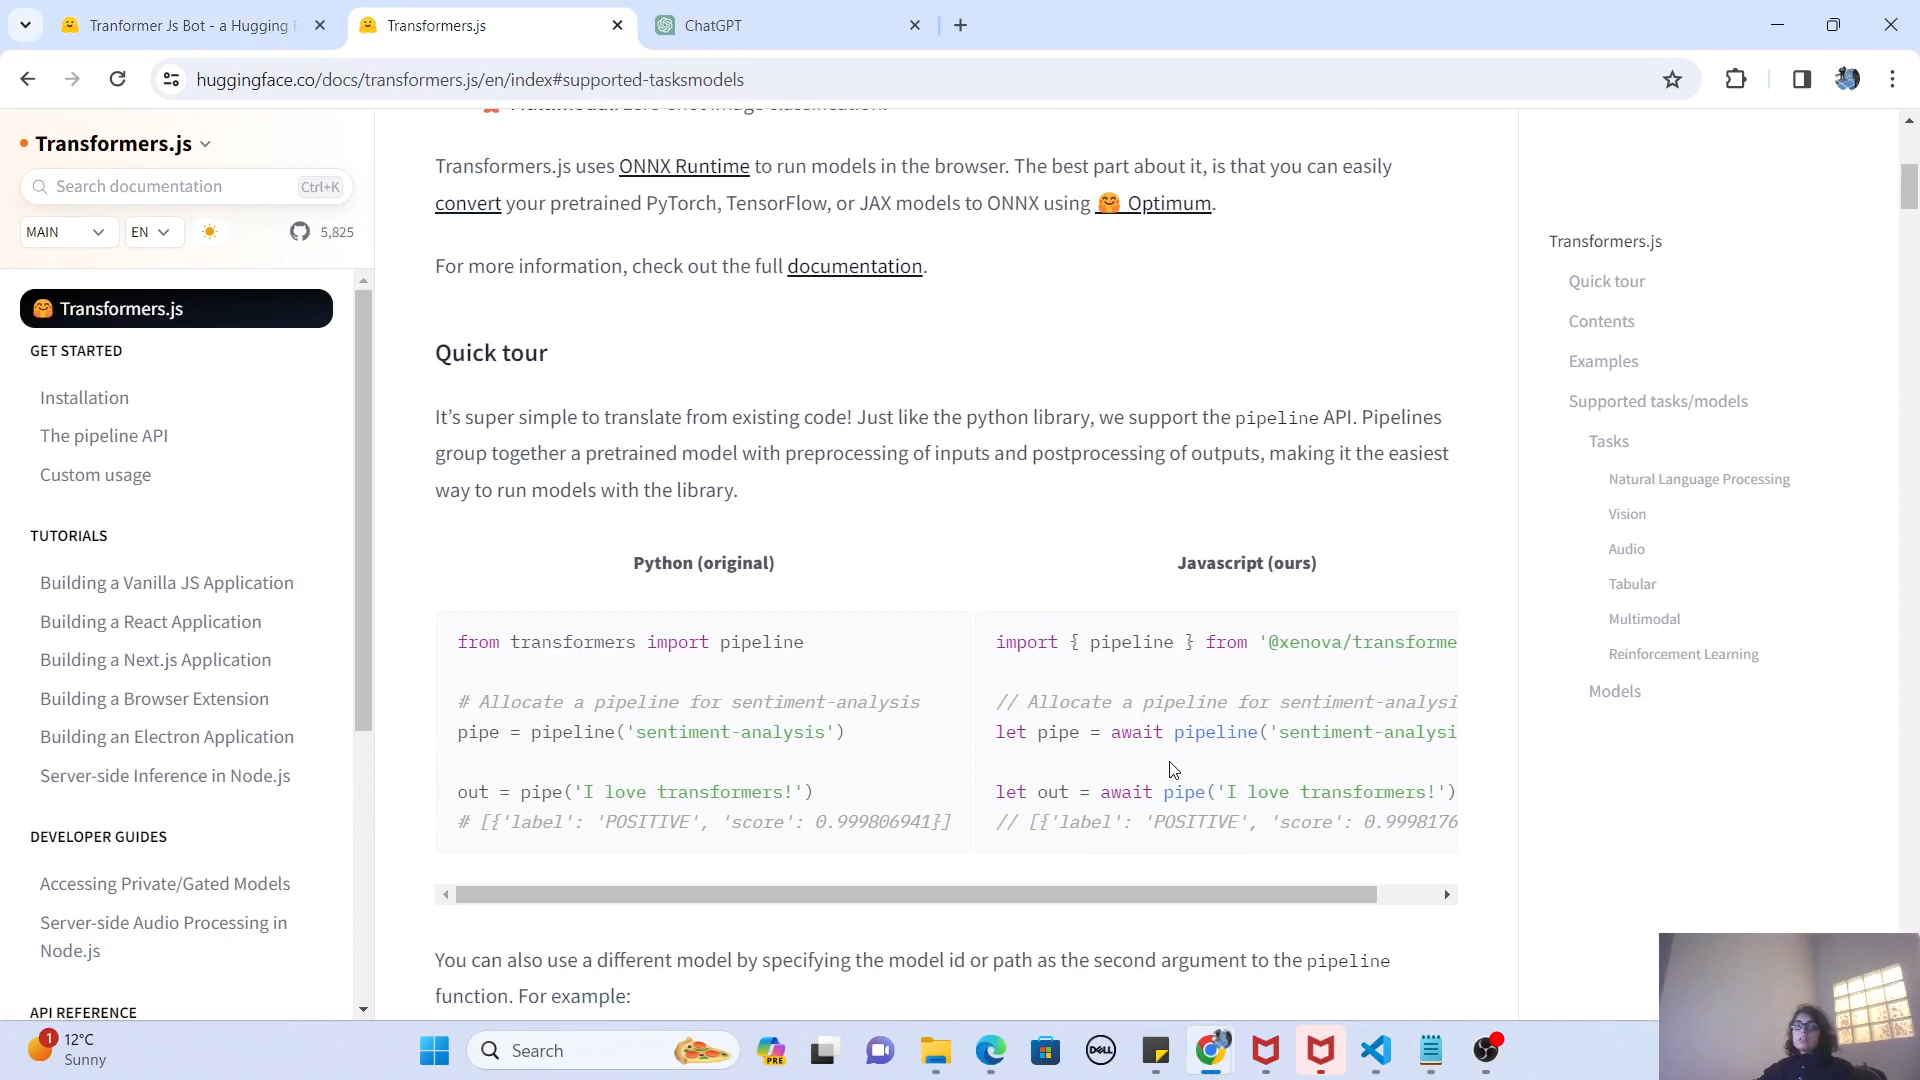 Tranformer Js Bot - a Hugging F
Transformers.js
ChatGPT
huggingface.co/docs/transformers.js/en/index#supported-tasksmodels
Transformers.js
Search documentation
Ctrl+K
MAIN
EN
5,825
Transformers.js
GET STARTED
Installation
The pipeline API
Custom usage
TUTORIALS
Building a Vanilla JS Application
Building a React Application
Building a Next.js Application
Building a Browser Extension
Building an Electron Application
Server-side Inference in Node.js
DEVELOPER GUIDES
Accessing Private/Gated Models
Server-side Audio Processing in
Node.js
API REFERENCE
Transformers.js uses ONNX Runtime to run models in the browser. The best part about it, is that you can easily
convert your pretrained PyTorch, TensorFlow, or JAX models to ONNX using 🤗 Optimum.
For more information, check out the full documentation.
Quick tour
It’s super simple to translate from existing code! Just like the python library, we support the pipeline API. Pipelines
group together a pretrained model with preprocessing of inputs and postprocessing of outputs, making it the easiest
way to run models with the library.
Python (original)
from transformers import pipeline
# Allocate a pipeline for sentiment-analysis
pipe = pipeline('sentiment-analysis')
out = pipe('I love transformers!')
# [{'label': 'POSITIVE', 'score': 0.999806941}]
Javascript (ours)
import { pipeline } from '@xenova/transforme
// Allocate a pipeline for sentiment-analysi
let pipe = await pipeline('sentiment-analysi
let out = await pipe('I love transformers!')
// [{'label': 'POSITIVE', 'score': 0.9998176
You can also use a different model by specifying the model id or path as the second argument to the pipeline
function. For example:
Transformers.js
Quick tour
Contents
Examples
Supported tasks/models
Tasks
Natural Language Processing
Vision
Audio
Tabular
Multimodal
Reinforcement Learning
Models
1
12°C
Sunny
Search
PRE
DELL